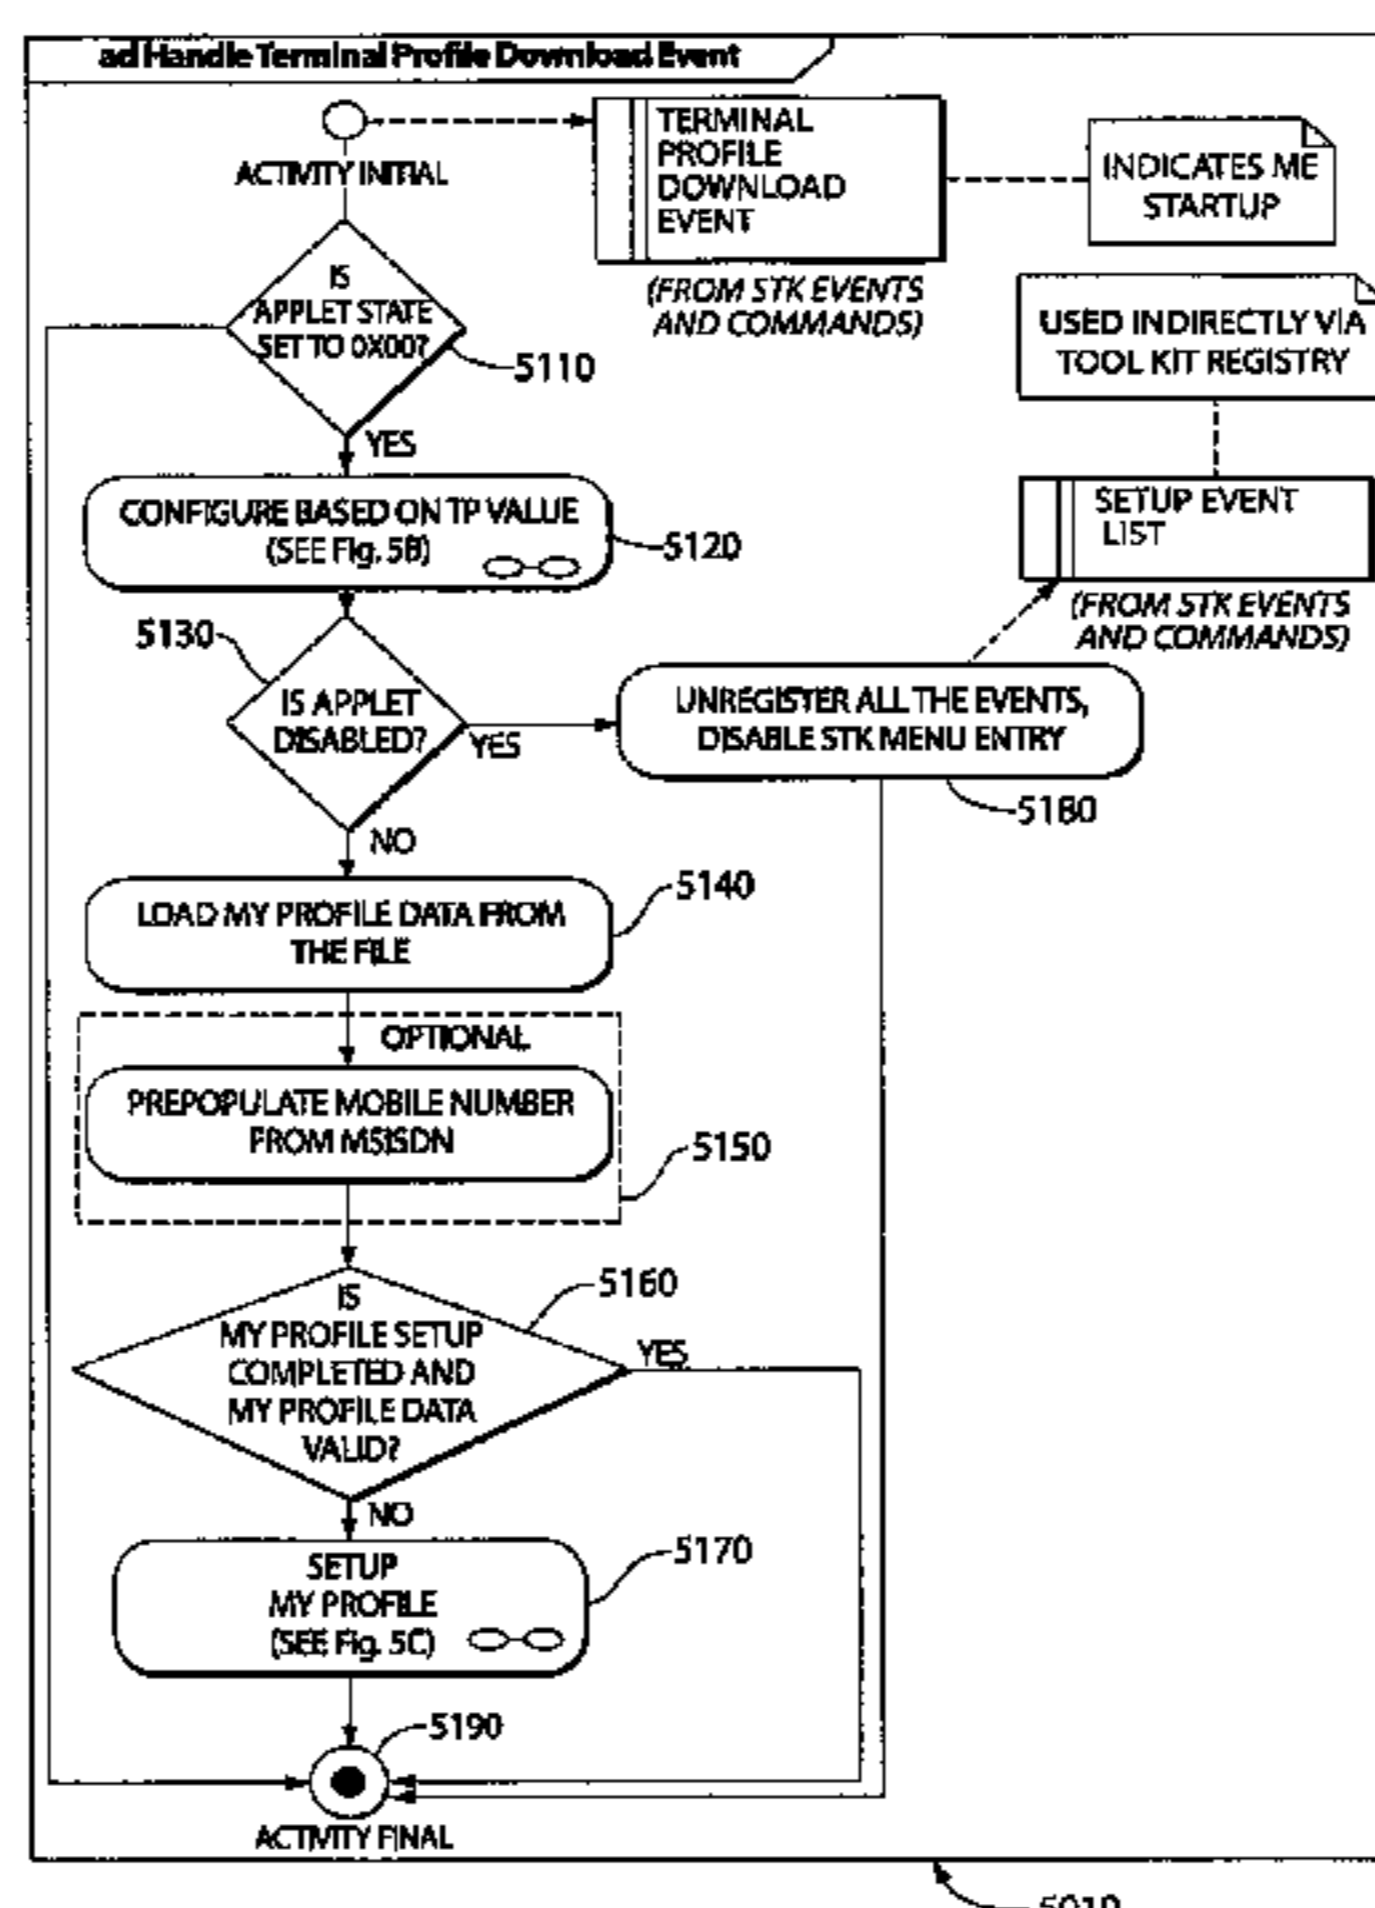 ad Handle Terminal Profile Download Event
ACTIVITY INITIAL
TERMINAL
PROFILE
DOWNLOAD
EVENT
(FROM STK EVENTS
AND COMMANDS)
INDICATES ME
STARTUP
IS
APPLET STATE
SET TO 0X00?
5110
YES
USED INDIRECTLY VIA
TOOL KIT REGISTRY
SETUP EVENT
LIST
(FROM STK EVENTS
AND COMMANDS)
CONFIGURE BASED ON TP VALUE
(SEE Fig. 5B)
5120
5130
IS APPLET
DISABLED?
YES
UNREGISTER ALL THE EVENTS,
DISABLE STK MENU ENTRY
5180
NO
5140
LOAD MY PROFILE DATA FROM
THE FILE
OPTIONAL
PREPOPULATE MOBILE NUMBER
FROM MSISDN
5150
5160
IS
MY PROFILE SETUP
COMPLETED AND
MY PROFILE DATA
VALID?
YES
NO
SETUP
MY PROFILE
(SEE Fig. 5C)
5170
5190
ACTIVITY FINAL